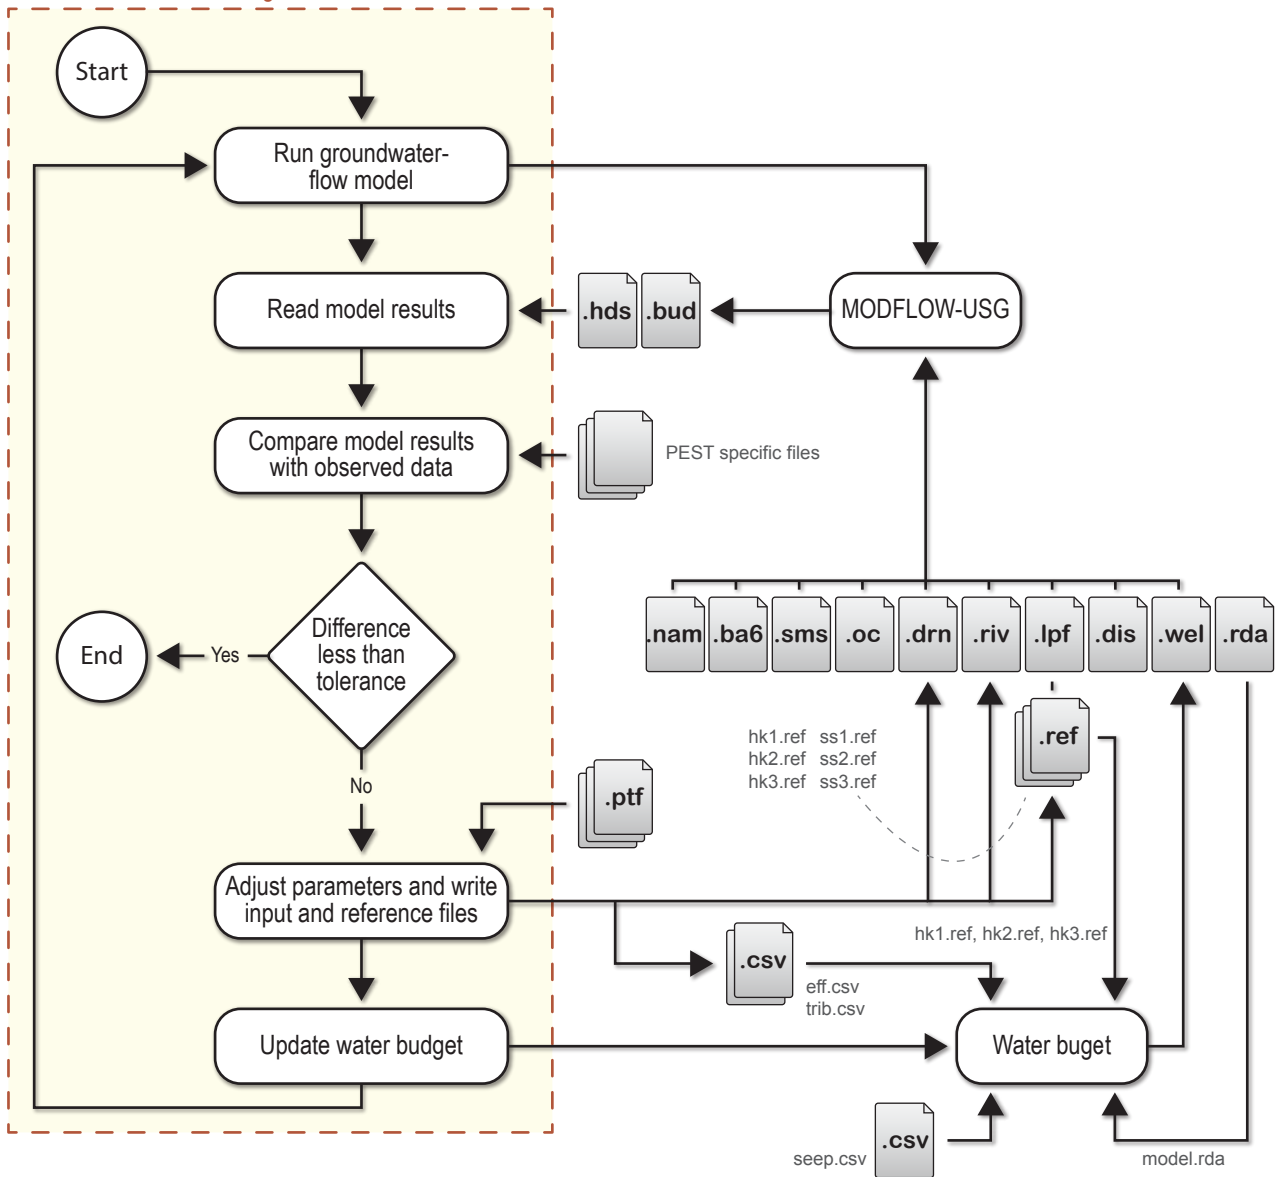 Start
Run groundwater-
flow model
Read model results
.hds
.bud
MODFLOW-USG
Compare model results
with observed data
PEST specific files
Difference
less than
tolerance
Yes
End
No
.nam
.ba6
.sms
.oc
.drn
.riv
.lpf
.dis
.wel
.rda
hk1.ref ss1.ref
hk2.ref ss2.ref
hk3.ref ss3.ref
.ref
.ptf
Adjust parameters and write
input and reference files
hk1.ref, hk2.ref, hk3.ref
.csv
eff.csv
trib.csv
Update water budget
Water buget
.csv
seep.csv
model.rda